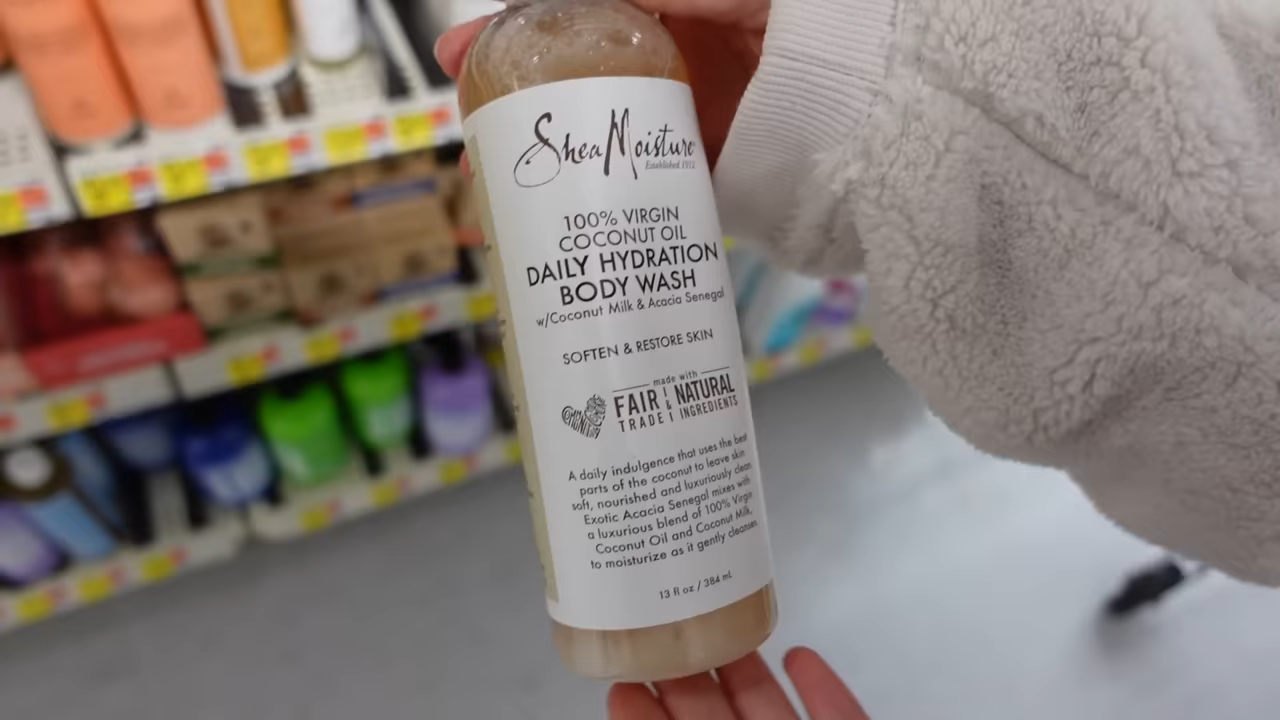 SheaMoisture
Established 1912
100% VIRGIN
COCONUT OIL
DAILY HYDRATION
BODY WASH
w/Coconut Milk & Acacia Senegal
SOFTEN & RESTORE SKIN
made with
COMMUNITY
FAIR & NATURAL
TRADE INGREDIENTS
A daily indulgence that uses the best
parts of the coconut to leave skin
soft, nourished and luxuriously clean
Exotic Acacia Senegal mixes with
a luxurious blend of 100% Virgin
Coconut Oil and Coconut Milk,
to moisturize as it gently cleanses
13 fl oz / 384 mL